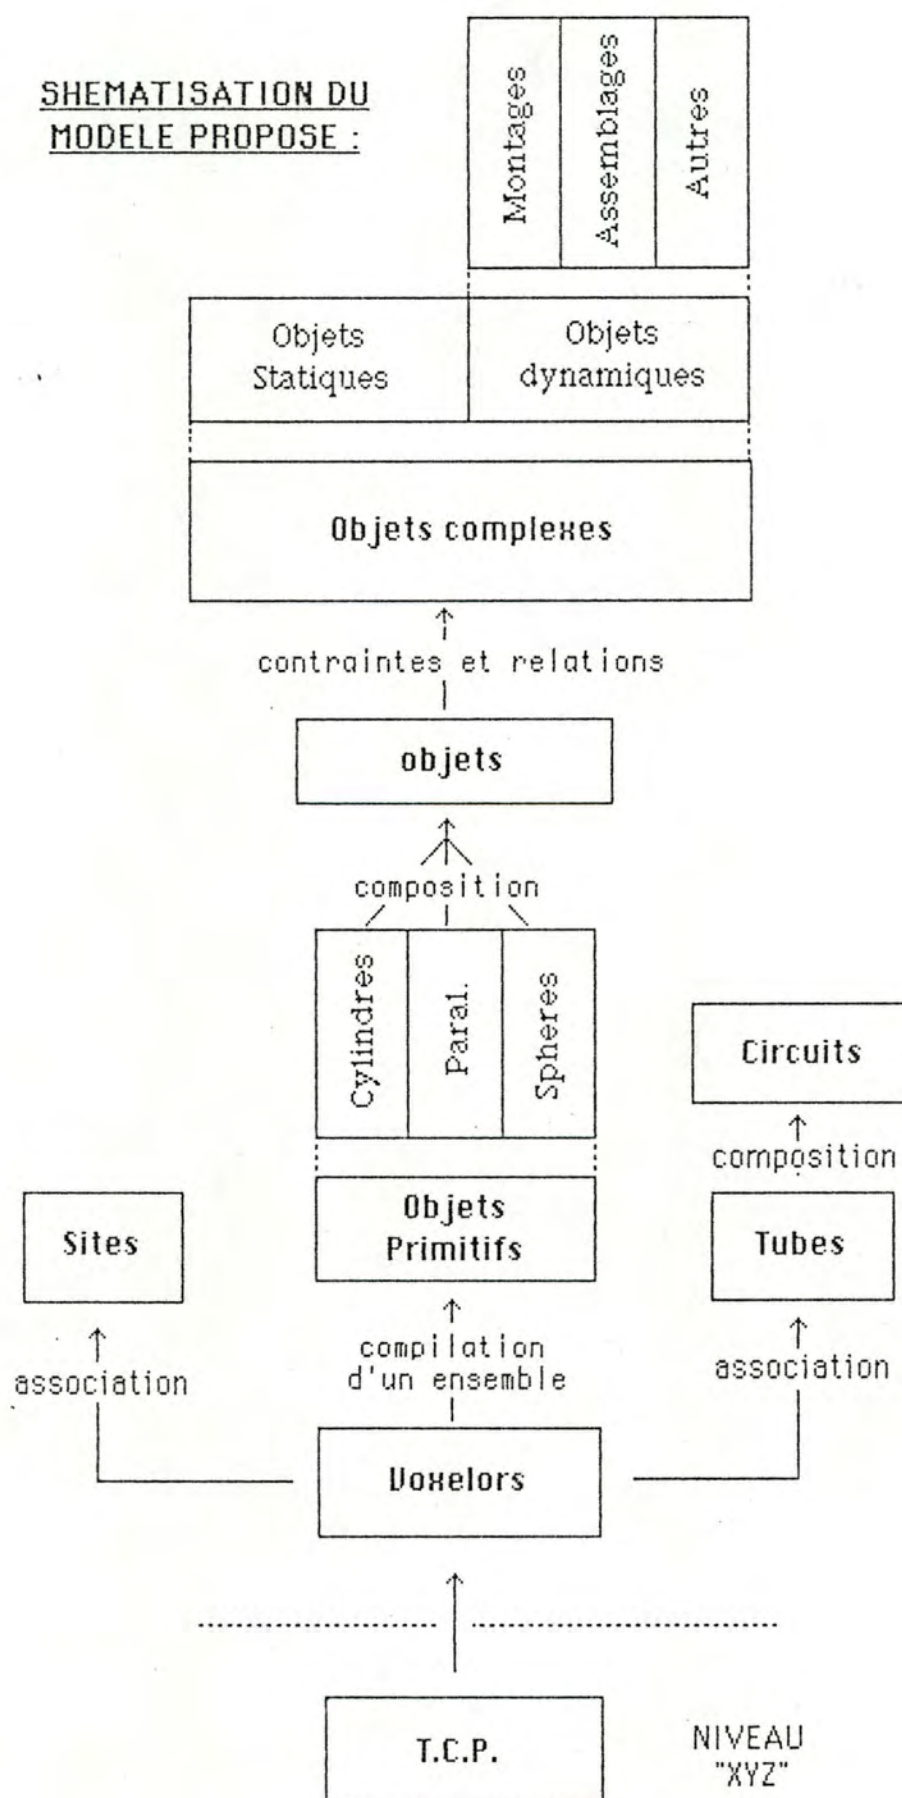 SHEMATISATION DU
MODELE PROPOSE :
Montages
Assemblages
Autres
Objets
Statiques
Objets
dynamiques
Objets complexes
contraintes et relations
objets
composition
Cylindres
Paral.
Spheres
Circuits
composition
Sites
Objets
Primitifs
Tubes
association
compilation
d'un ensemble
association
Voxelors
T.C.P.
NIVEAU
"XYZ"